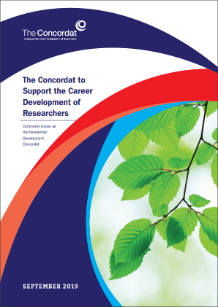 The Concordat
The Concordat to
Support the Career
Development of
Researchers
Commonly known as
the Researcher
Development
Concordat
SEPTEMBER 2019